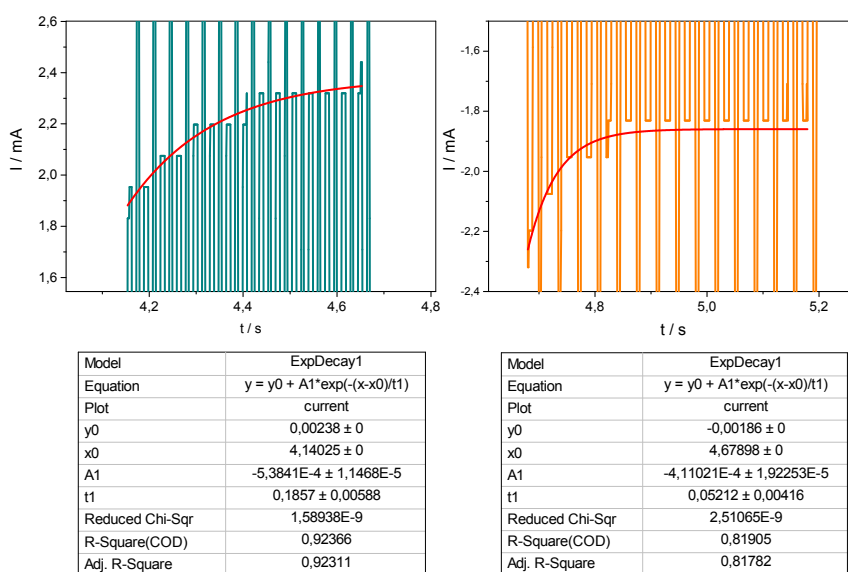 2,6
2,4
2,2
2,0
1,8
1,6
I / mA
4,2
4,4
4,6
4,8
t / s
-1,6
-1,8
-2,0
-2,2
-2,4
I / mA
4,8
5,0
5,2
t / s
Model ExpDecay1
Equation y = y0 + A1*exp(-(x-x0)/t1)
Plot current
y0 0,00238 ± 0
x0 4,14025 ± 0
A1 -5,3841E-4 ± 1,1468E-5
t1 0,1857 ± 0,00588
Reduced Chi-Sqr 1,58938E-9
R-Square(COD) 0,92366
Adj. R-Square 0,92311
Model ExpDecay1
Equation y = y0 + A1*exp(-(x-x0)/t1)
Plot current
y0 -0,00186 ± 0
x0 4,67898 ± 0
A1 -4,11021E-4 ± 1,92253E-5
t1 0,05212 ± 0,00416
Reduced Chi-Sqr 2,51065E-9
R-Square(COD) 0,81905
Adj. R-Square 0,81782